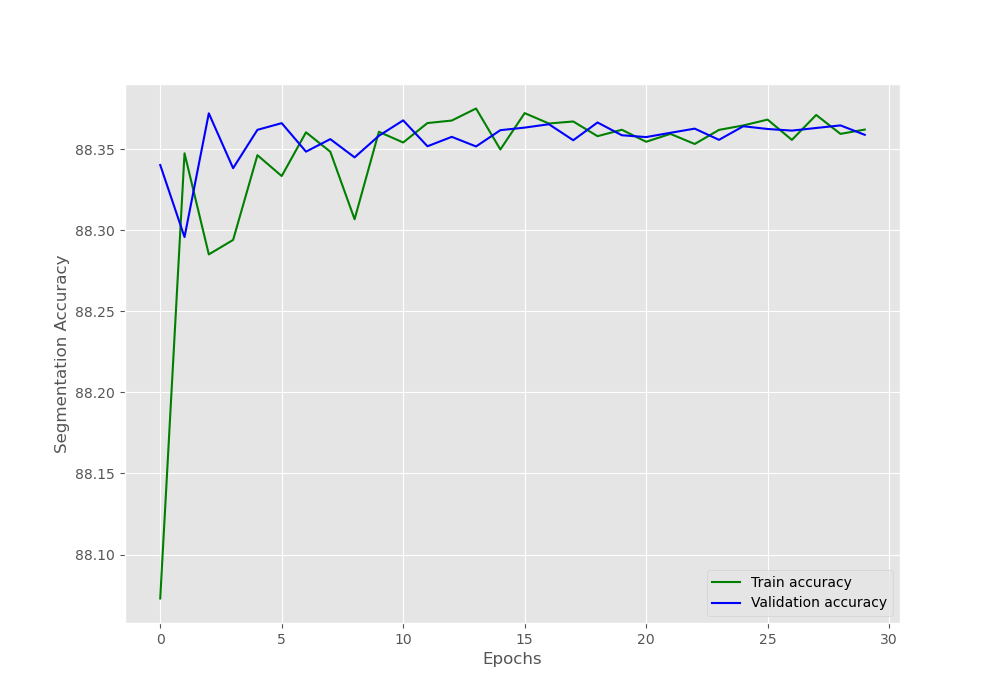 88.35
88.30
88.25
88.20
88.15
88.10
Segmentation Accuracy
Train accuracy
Validation accuracy
0 5 10 15 20 25 30
Epochs